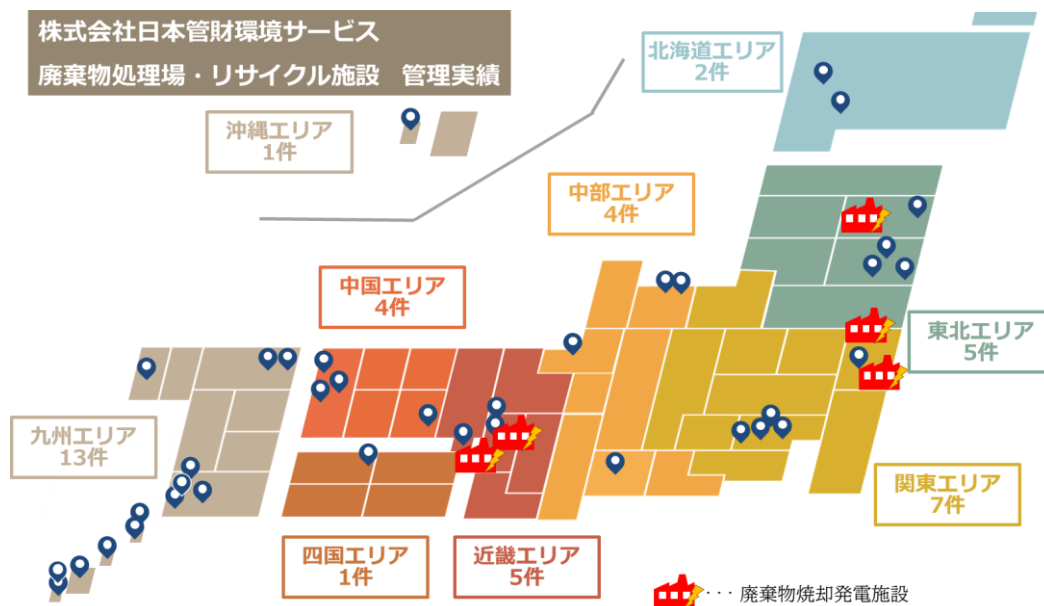 株式会社日本管財環境サービス
廃棄物処理場・リサイクル施設　管理実績
北海道エリア
2件
沖縄エリア
1件
中部エリア
4件
中国エリア
4件
東北エリア
5件
九州エリア
13件
関東エリア
7件
四国エリア
1件
近畿エリア
5件
・・・廃棄物焼却発電施設